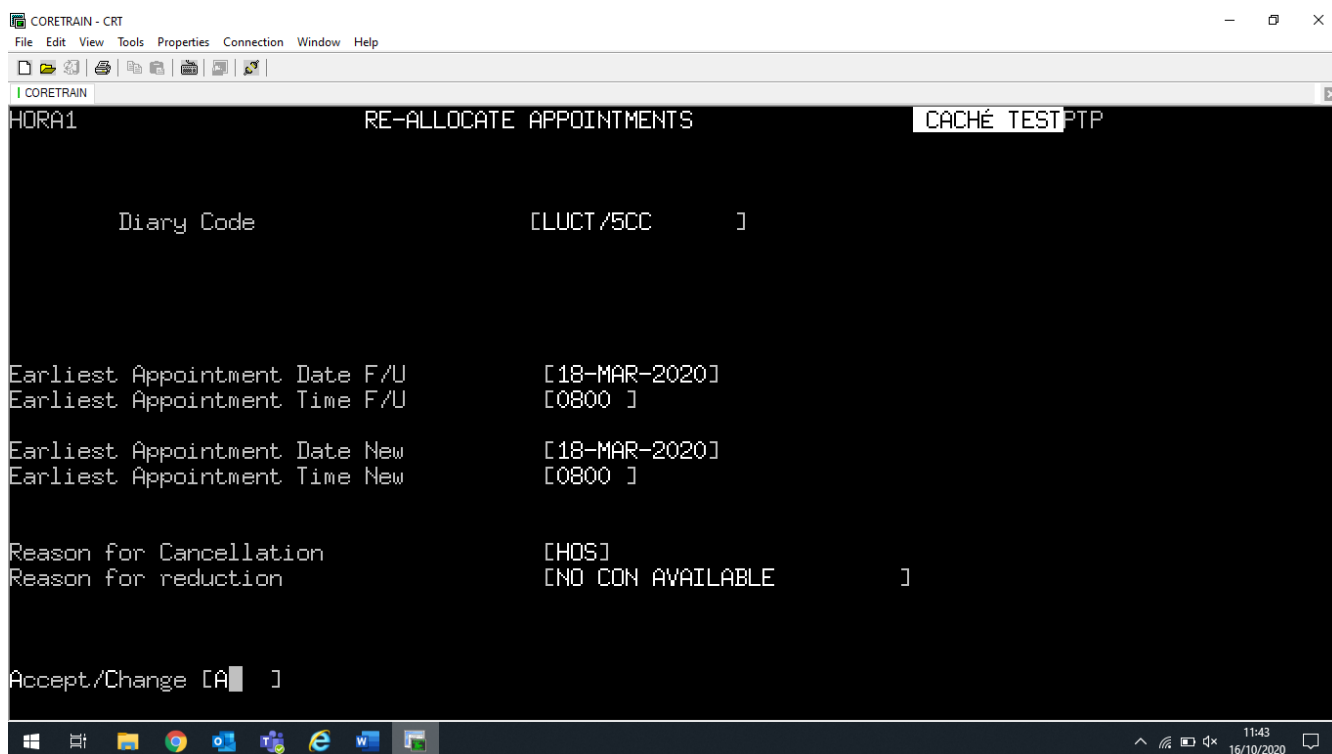 CORETRAIN - CRT
File Edit View Tools Properties Connection Window Help
CORETRAIN
HORA1 RE-ALLOCATE APPOINTMENTS CACHÉ TESTPTP
Diary Code [LUCT/5CC ]
Earliest Appointment Date F/U [18-MAR-2020]
Earliest Appointment Time F/U [0800 ]
Earliest Appointment Date New [18-MAR-2020]
Earliest Appointment Time New [0800 ]
Reason for Cancellation [HOS]
Reason for reduction [NO CON AVAILABLE ]
Accept/Change [A ]
11:43
16/10/2020